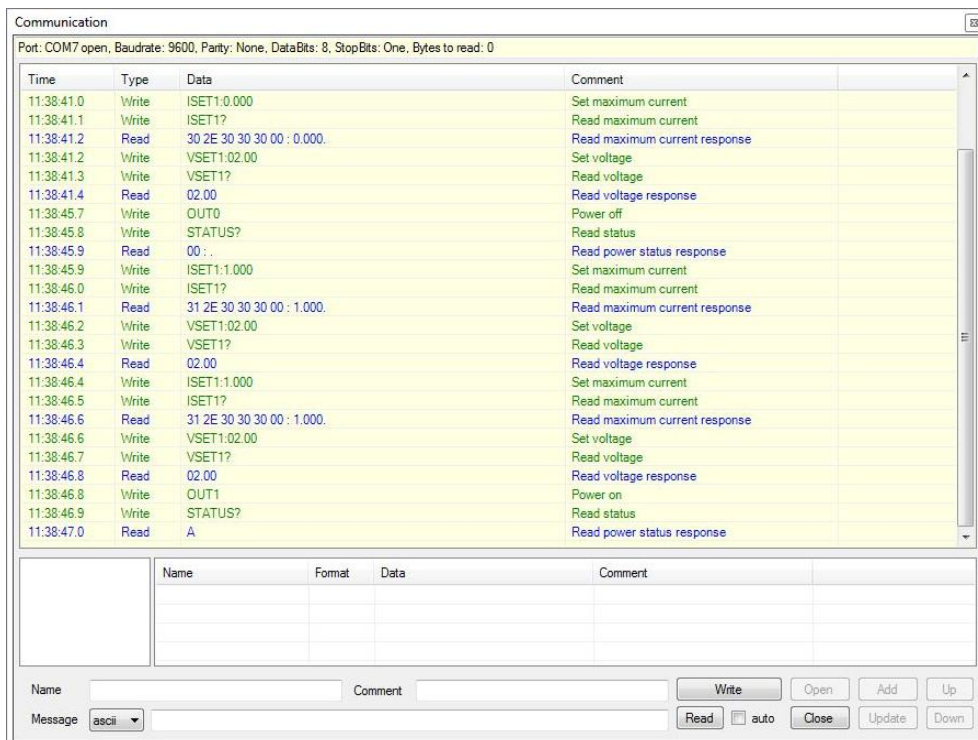 Communication
Port: COM7 open, Baudrate: 9600, Parity: None, DataBits: 8, StopBits: One, Bytes to read: 0
Time Type Data Comment
11:38:41.0 Write ISET1:0.000 Set maximum current
11:38:41.1 Write ISET1? Read maximum current
11:38:41.2 Read 30 2E 30 30 30 00 : 0.000. Read maximum current response
11:38:41.2 Write VSET1:02.00 Set voltage
11:38:41.3 Write VSET1? Read voltage
11:38:41.4 Read 02.00 Read voltage response
11:38:45.7 Write OUT0 Power off
11:38:45.8 Write STATUS? Read status
11:38:45.9 Read 00 : . Read power status response
11:38:45.9 Write ISET1:1.000 Set maximum current
11:38:46.0 Write ISET1? Read maximum current
11:38:46.1 Read 31 2E 30 30 30 00 : 1.000. Read maximum current response
11:38:46.2 Write VSET1:02.00 Set voltage
11:38:46.3 Write VSET1? Read voltage
11:38:46.4 Read 02.00 Read voltage response
11:38:46.4 Write ISET1:1.000 Set maximum current
11:38:46.5 Write ISET1? Read maximum current
11:38:46.6 Read 31 2E 30 30 30 00 : 1.000. Read maximum current response
11:38:46.6 Write VSET1:02.00 Set voltage
11:38:46.7 Write VSET1? Read voltage
11:38:46.8 Read 02.00 Read voltage response
11:38:46.8 Write OUT1 Power on
11:38:46.9 Write STATUS? Read status
11:38:47.0 Read A Read power status response
Name Format Data Comment
Name Comment Write Open Add Up
Message ascii Read auto Close Update Down